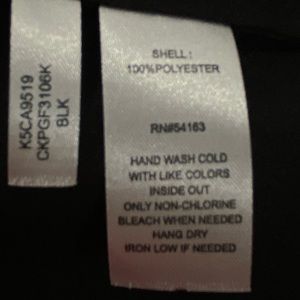 K5CA9519
CKPGF3106K
BLK
SHELL:
100%POLYESTER
RN#54163
HAND WASH COLD
WITH LIKE COLORS
INSIDE OUT
ONLY NON-CHLORINE
BLEACH WHEN NEEDED
HANG DRY
IRON LOW IF NEEDED